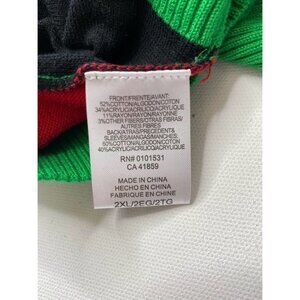 FRONT/FRENTE/AVANT:
52%COTTON/ALGODON/COTON
34%ACRYLIC/ACRILICO/ACRYLIQUE
11%RAYON/RAYON/RAYON
3%OTHER FIBERS/OTRAS FIBRAS/
AUTRES FIBRES
BACK/ATRAS/PRECEDENT&
SLEEVES/MANGAS/MANCHES:
60%COTTON/ALGODON/COTON
40%ACRYLIC/ACRILICO/ACRYLIQUE
RN# 0101531
CA 41859
MADE IN CHINA
HECHO EN CHINA
FABRIQUE EN CHINE
2XL/2EG/2TG